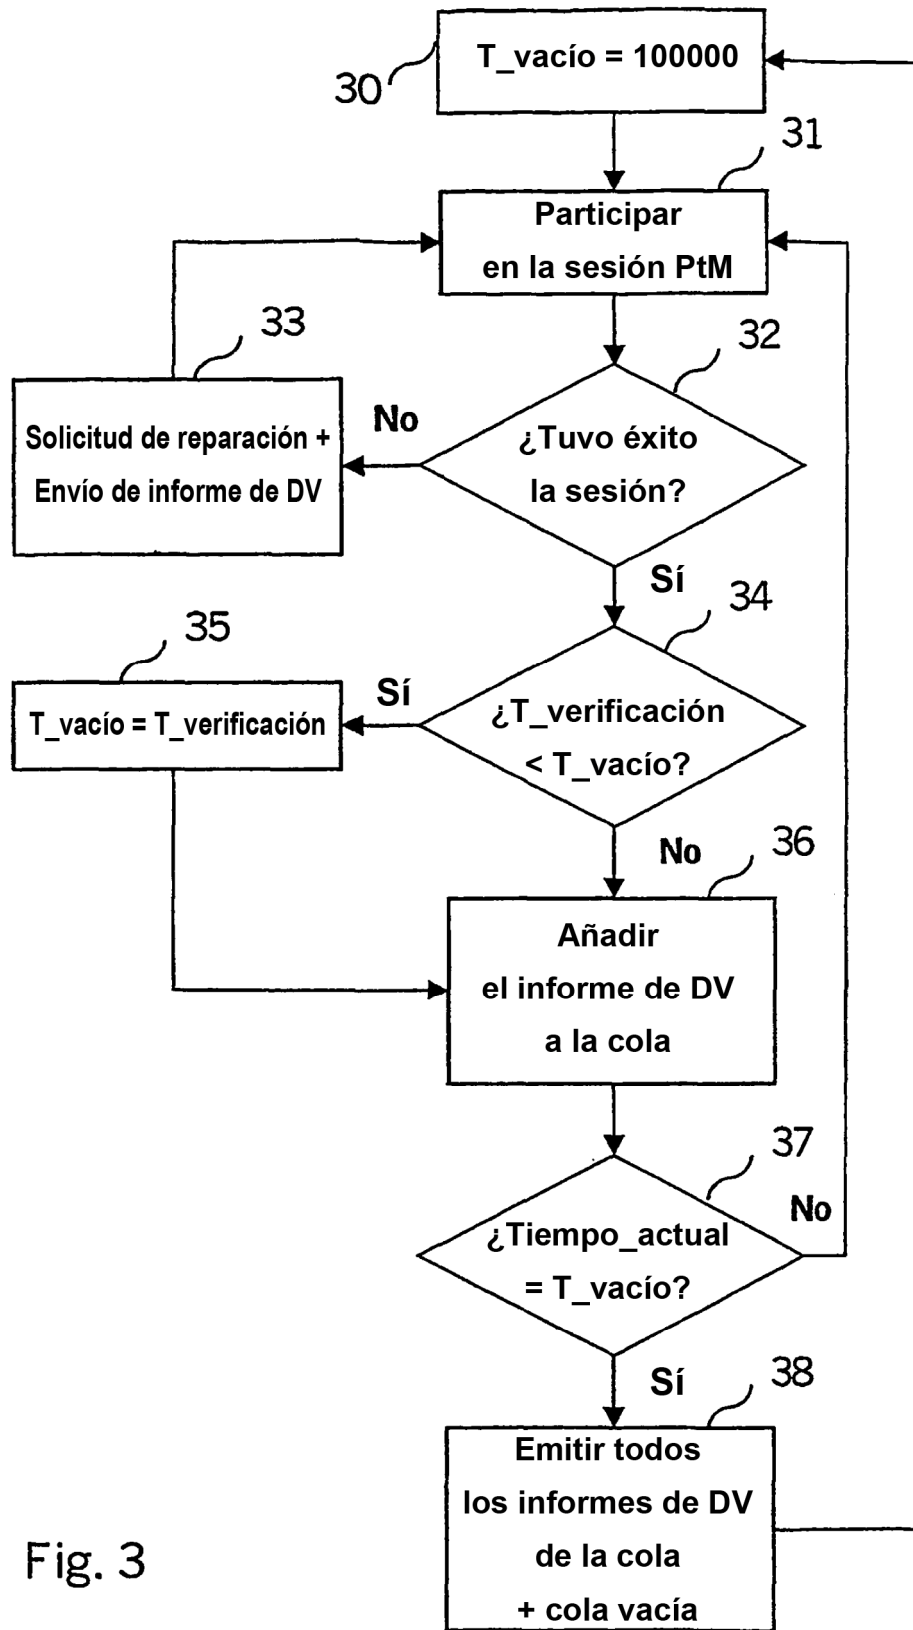 30
T_vacío = 100000
31
Participar
en la sesión PtM
33
32
Solicitud de reparación +
Envío de informe de DV
No
¿Tuvo éxito
la sesión?
Sí
34
35
T_vacío = T_verificación
Sí
¿T_verificación
< T_vacío?
No
36
Añadir
el informe de DV
a la cola
37
¿Tiempo_actual
= T_vacío?
No
Sí
38
Emitir todos
los informes de DV
de la cola
+ cola vacía
Fig. 3